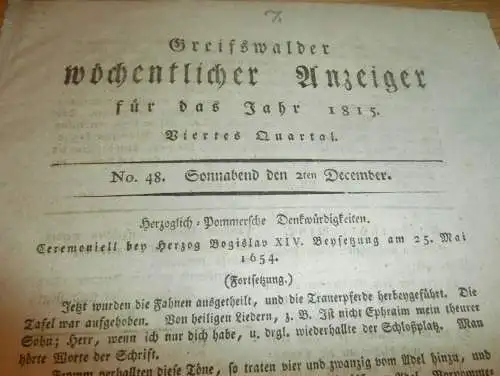 7.
Greifswalder
wöchentlicher Anzeiger
für das Jahr 1815.
Viertes Quartal.
No. 48. Sonnabend den 2ten December.
Herzoglich-Pommersche Denkwürdigkeiten.
Ceremoniell bey Herzog Bogislav XIV. Beysetzung am 25. Mai
1654.
(Fortsetzung.)
Jetzt wurden die Fahnen ausgetheilt, und die Trauerpferde herbeygeführt. Die
Tafel war aufgehoben. Von heiligen Liedern, z. B. Ist nicht Ephraim mein theurer
Sohn; Herr, wenn ich nur dich habe, u. drgl. wiederhallte der Schloßplatz. Man
hörte Worte der Schrift.
Fromm verhallten diese Töne, so traten vier und zwanzig vom Adel hinzu, und